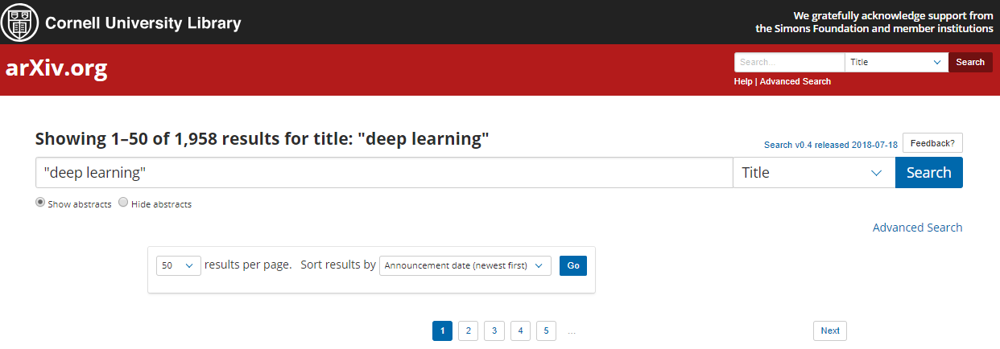 Cornell University Library
We gratefully acknowledge support from
the Simons Foundation and member institutions
arXiv.org
Search...
Title
Search
Help | Advanced Search
Showing 1–50 of 1,958 results for title: "deep learning"
Search v0.4 released 2018-07-18
Feedback?
"deep learning"
Title
Search
Show abstracts
Hide abstracts
Advanced Search
50 results per page. Sort results by Announcement date (newest first) Go
1 2 3 4 5 ... Next